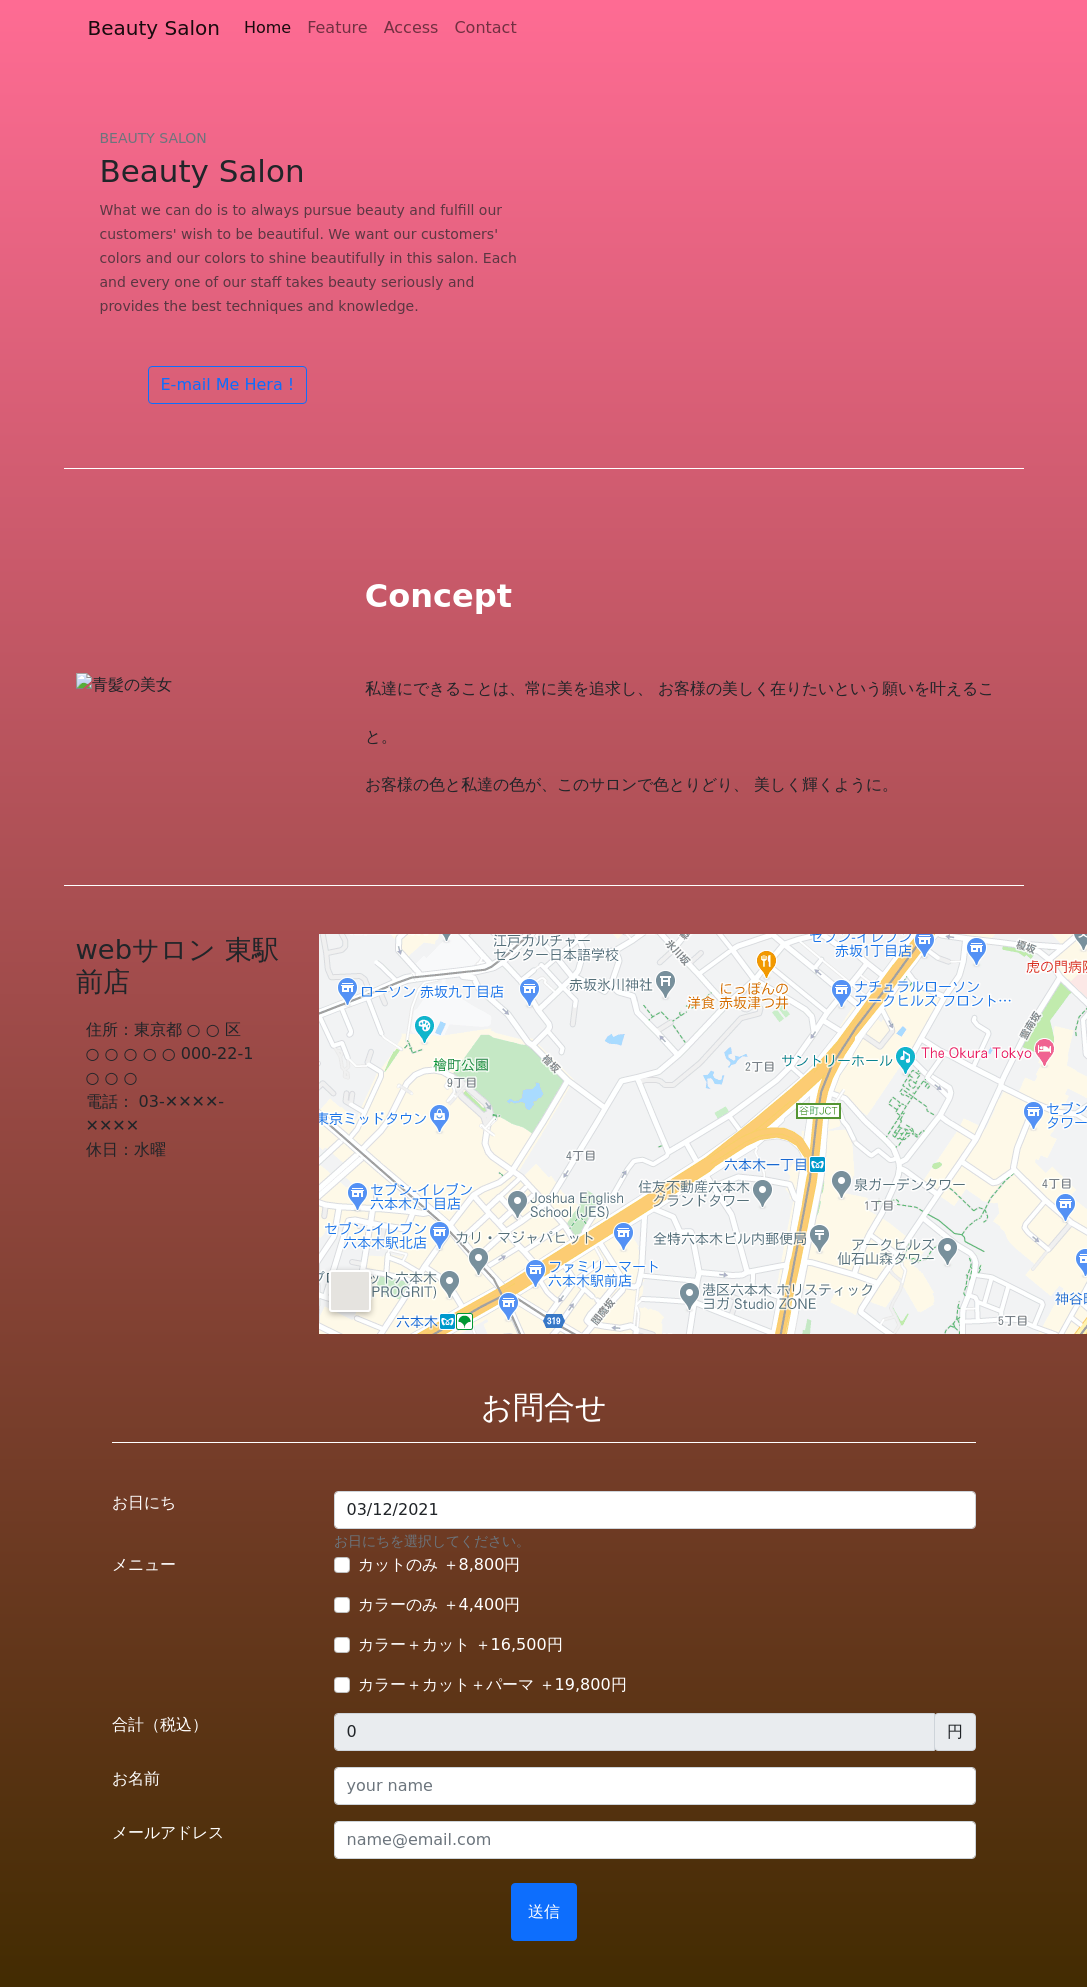 Beauty Salon Home Feature Access Contact
BEAUTY SALON
Beauty Salon
What we can do is to always pursue beauty and fulfill our
customers' wish to be beautiful. We want our customers'
colors and our colors to shine beautifully in this salon. Each
and every one of our staff takes beauty seriously and
provides the best techniques and knowledge.
E-mail Me Hera !
Concept
青髪の美女
私達にできることは、常に美を追求し、 お客様の美しく在りたいという願いを叶えるこ
と。
お客様の色と私達の色が、このサロンで色とりどり、 美しく輝くように。
webサロン 東駅
前店
住所：東京都 ○ ○ 区
○ ○ ○ ○ ○ 000-22-1
○ ○ ○
電話： 03-✕✕✕✕-
✕✕✕✕
休日：水曜
江戸カルチャー
センター日本語学校
氷川坂
セブン-イレブン
赤坂1丁目店
榎坂
虎の門病院
ローソン 赤坂九丁目店
赤坂氷川神社
にっぽんの
洋食 赤坂津つ井
ナチュラルローソン
アークヒルズ フロント…
霊南坂
檜町公園
9丁目
檜坂
2丁目
サントリーホール
The Okura Tokyo
東京ミッドタウン
谷町JCT
セブン
タワー
4丁目
六本木一丁目
セブン-イレブン
六本木7丁目店
Joshua English
School (JES)
住友不動産六本木
グランドタワー
泉ガーデンタワー
1丁目
4丁目
セブン-イレブン
六本木駅北店
カリ・マジャパヒット
全特六本木ビル内郵便局
アークヒルズ
仙石山森タワー
ット六本木
PROGRIT)
ファミリーマート
六本木駅前店
港区六本木 ホリスティック
ヨガ Studio ZONE
神谷町
六本木
319
閻魔坂
5丁目
お問合せ
お日にち
03/12/2021
お日にちを選択してください。
メニュー
カットのみ ＋8,800円
カラーのみ ＋4,400円
カラー＋カット ＋16,500円
カラー＋カット＋パーマ ＋19,800円
合計（税込）
0 円
お名前
your name
メールアドレス
name@email.com
送信